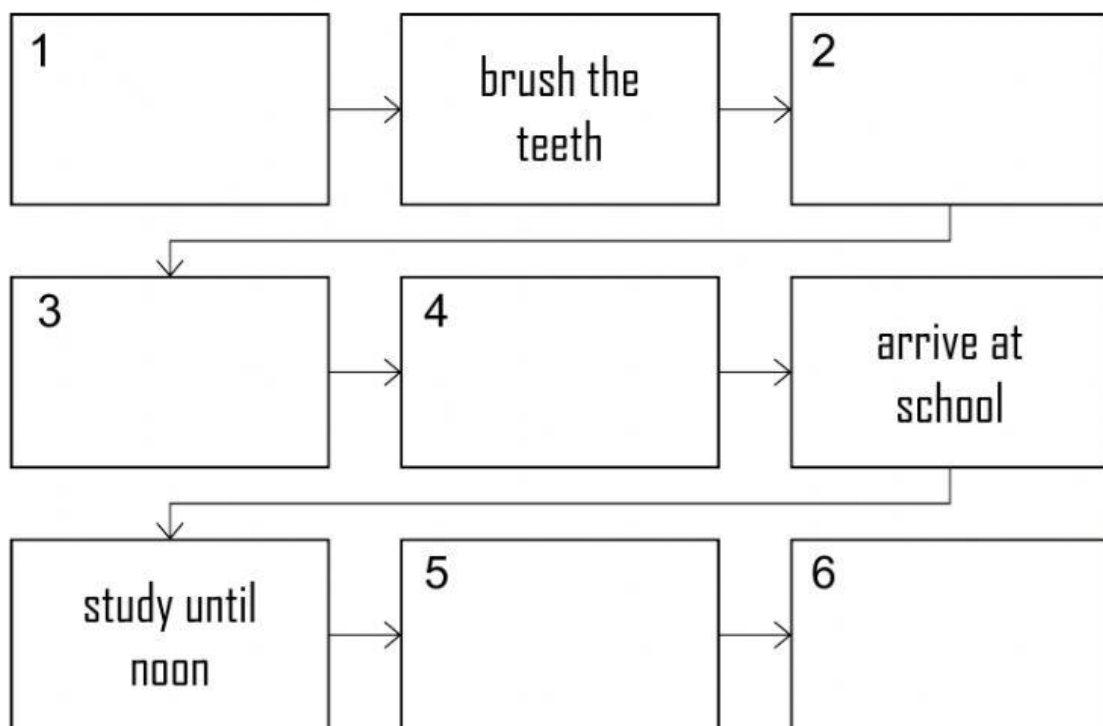 1
brush the
teeth
2
3
4
arrive at
school
study until
noon
5
6